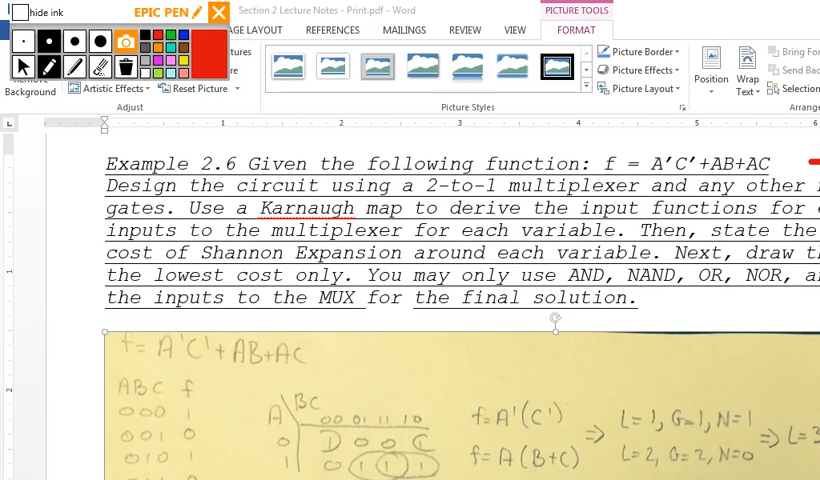 hide ink
EPIC PEN
Section 2 Lecture Notes - Print.pdf - Word
PICTURE TOOLS
AGE LAYOUT REFERENCES MAILINGS REVIEW VIEW FORMAT
Background
Artistic Effects
Reset Picture
Picture Border
Picture Effects
Picture Layout
Position
Wrap
Text
Bring For
Send Bac
Selection
Adjust
Picture Styles
Arrange
1 2 3 4 5 6
Example 2.6 Given the following function: f = A'C'+AB+AC
Design the circuit using a 2-to-1 multiplexer and any other
gates. Use a Karnaugh map to derive the input functions for
inputs to the multiplexer for each variable. Then, state the
cost of Shannon Expansion around each variable. Next, draw th
the lowest cost only. You may only use AND, NAND, OR, NOR, a
the inputs to the MUX for the final solution.
f= A'C'+AB+AC
ABC f
000 1
001 0
010 1
A BC
00 01 11 10
0 0 0
1 0 1 1 1
f=A'(C') ⇒ L=1, G=1, N=1 ⇒ L=3
f=A(B+C) L=2, G=2, N=0